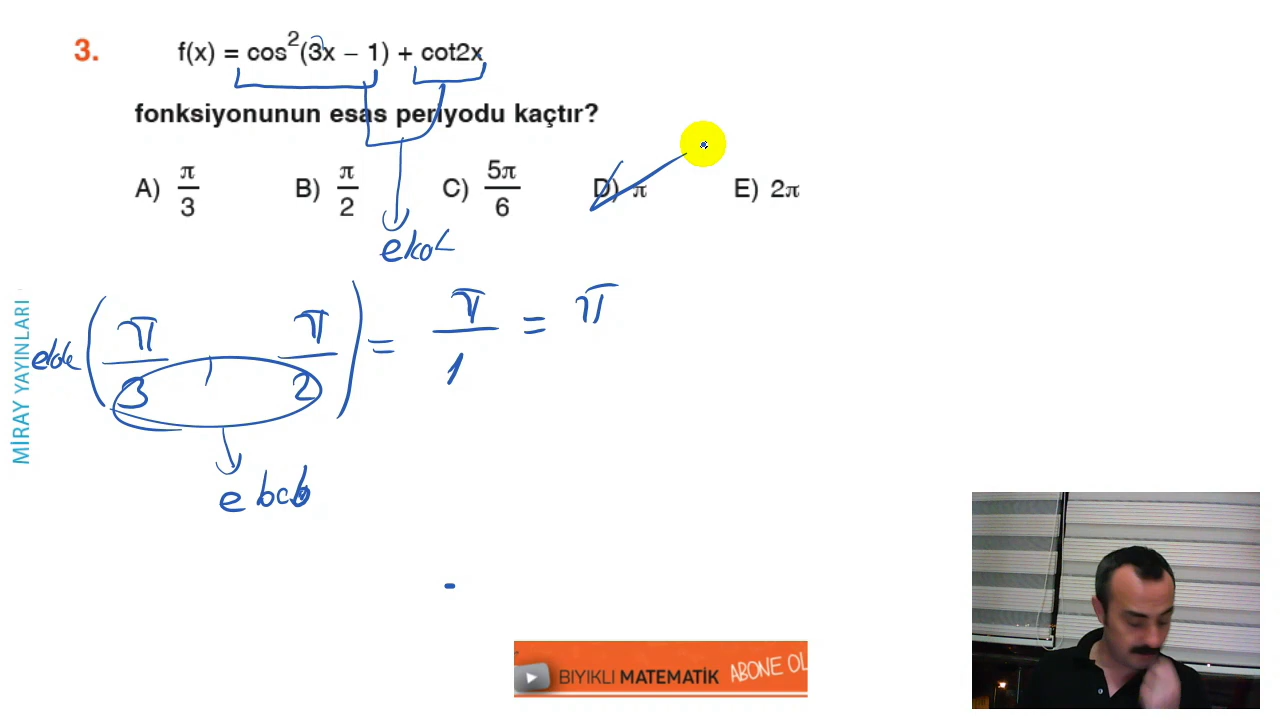 3. f(x) = cos²(3x − 1) + cot2x
fonksiyonunun esas periyodu kaçtır?
A) π/3 B) π/2 C) 5π/6 D) π E) 2π
ekok
ekok ( π/3 , π/2 ) = π/1 = π
ebob
MİRAY YAYINLARI
BIYIKLI MATEMATİK ABONE OL